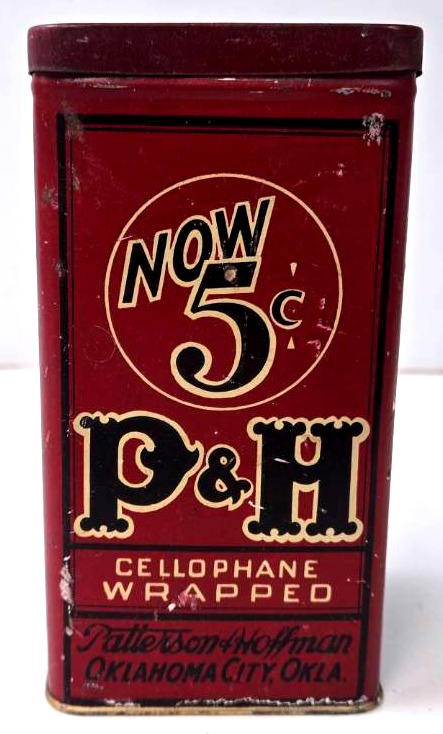 NOW
5¢
P&H
CELLOPHANE
WRAPPED
Patterson & Hoffman
OKLAHOMA CITY, OKLA.